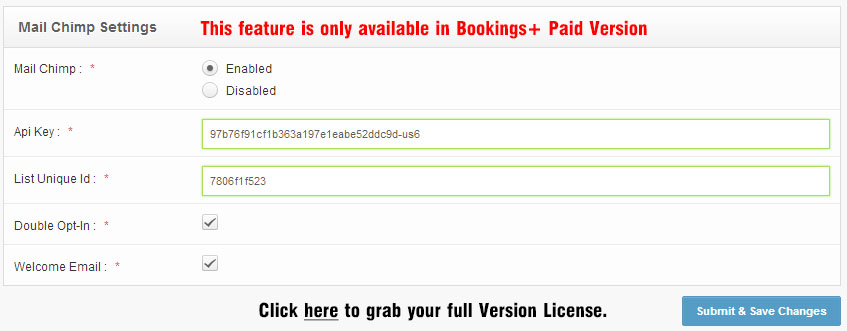 Mail Chimp Settings This feature is only available in Bookings+ Paid Version
Mail Chimp : *
Enabled
Disabled
Api Key : * 97b76f91cf1b363a197e1eabe52ddc9d-us6
List Unique Id : * 7806f1f523
Double Opt-In : *
Welcome Email : *
Click here to grab your full Version License. Submit & Save Changes